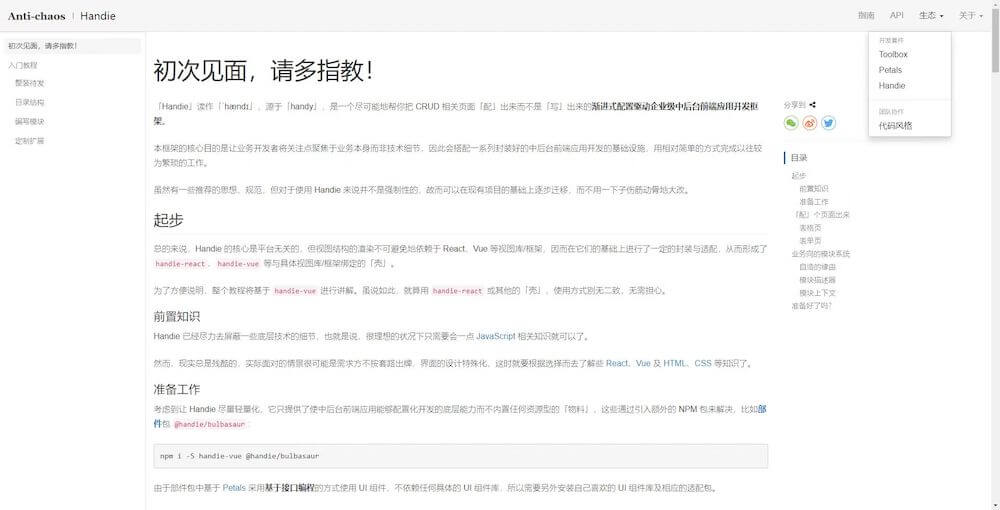 Anti-chaos | Handie
指南 API 生态 关于
初次见面，请多指教！
入门教程
整装待发
目录结构
编写模块
定制扩展
初次见面，请多指教！
「Handie」读作「ˈhændɪ」，源于「handy」，是一个尽可能地帮你把 CRUD 相关页面「配」出来而不是「写」出来的渐进式配置驱动企业级中后台前端应用开发框
架。
本框架的核心目的是让业务开发者将关注点聚焦于业务本身而非技术细节，因此会搭配一系列封装好的中后台前端应用开发的基础设施，用相对简单的方式完成以往较
为繁琐的工作。
虽然有一些推荐的思想、规范，但对于使用 Handie 来说并不是强制性的，故而可以在现有项目的基础上逐步迁移，而不用一下子伤筋动骨地大改。
起步
总的来说，Handie 的核心是平台无关的，但视图结构的渲染不可避免地依赖于 React、Vue 等视图库/框架，因而在它们的基础上进行了一定的封装与适配，从而形成了
handie-react 、 handie-vue 等与具体视图库/框架绑定的「壳」。
为了方便说明，整个教程将基于 handie-vue 进行讲解。虽说如此，就算用 handie-react 或其他的「壳」，使用方式别无二致，无需担心。
前置知识
Handie 已经尽力去屏蔽一些底层技术的细节，也就是说，很理想的状况下只需要会一点 JavaScript 相关知识就可以了。
然而，现实总是残酷的，实际面对的情景很可能是需求方不按套路出牌，界面的设计特殊化，这时就要根据选择而去了解些 React、Vue 及 HTML、CSS 等知识了。
准备工作
考虑到让 Handie 尽量轻量化，它只提供了使中后台前端应用能够配置化开发的底层能力而不内置任何资源型的「物料」，这些通过引入额外的 NPM 包来解决，比如部
件包 @handie/bulbasaur：
npm i -S handie-vue @handie/bulbasaur
由于部件包中基于 Petals 采用基于接口编程的方式使用 UI 组件，不依赖任何具体的 UI 组件库，所以需要另外安装自己喜欢的 UI 组件库及相应的适配包。
开发套件
Toolbox
Petals
Handie
团队协作
代码风格
分享到
目录
起步
前置知识
准备工作
「配」个页面出来
表格页
表单页
业务向的模块系统
自造的缘由
模块描述器
模块上下文
准备好了吗？